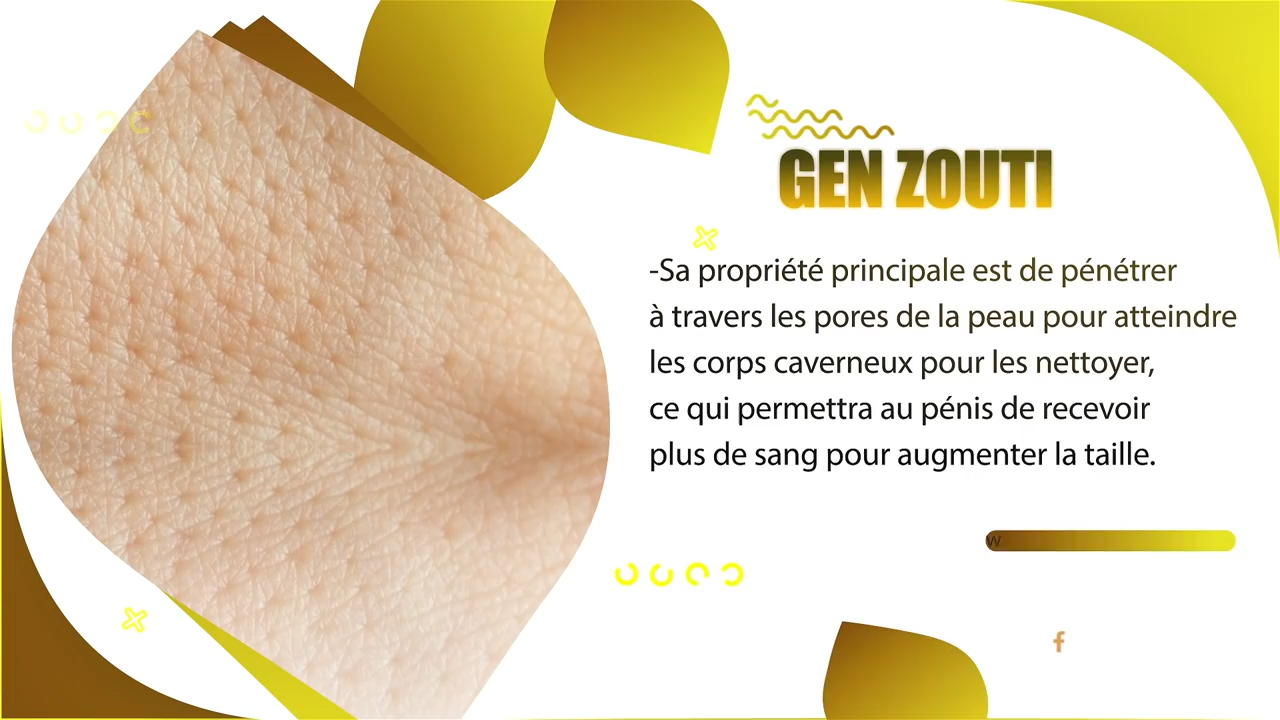 GEN ZOUTI
-Sa propriété principale est de pénétrer
à travers les pores de la peau pour atteindre
les corps caverneux pour les nettoyer,
ce qui permettra au pénis de recevoir
plus de sang pour augmenter la taille.
w
f